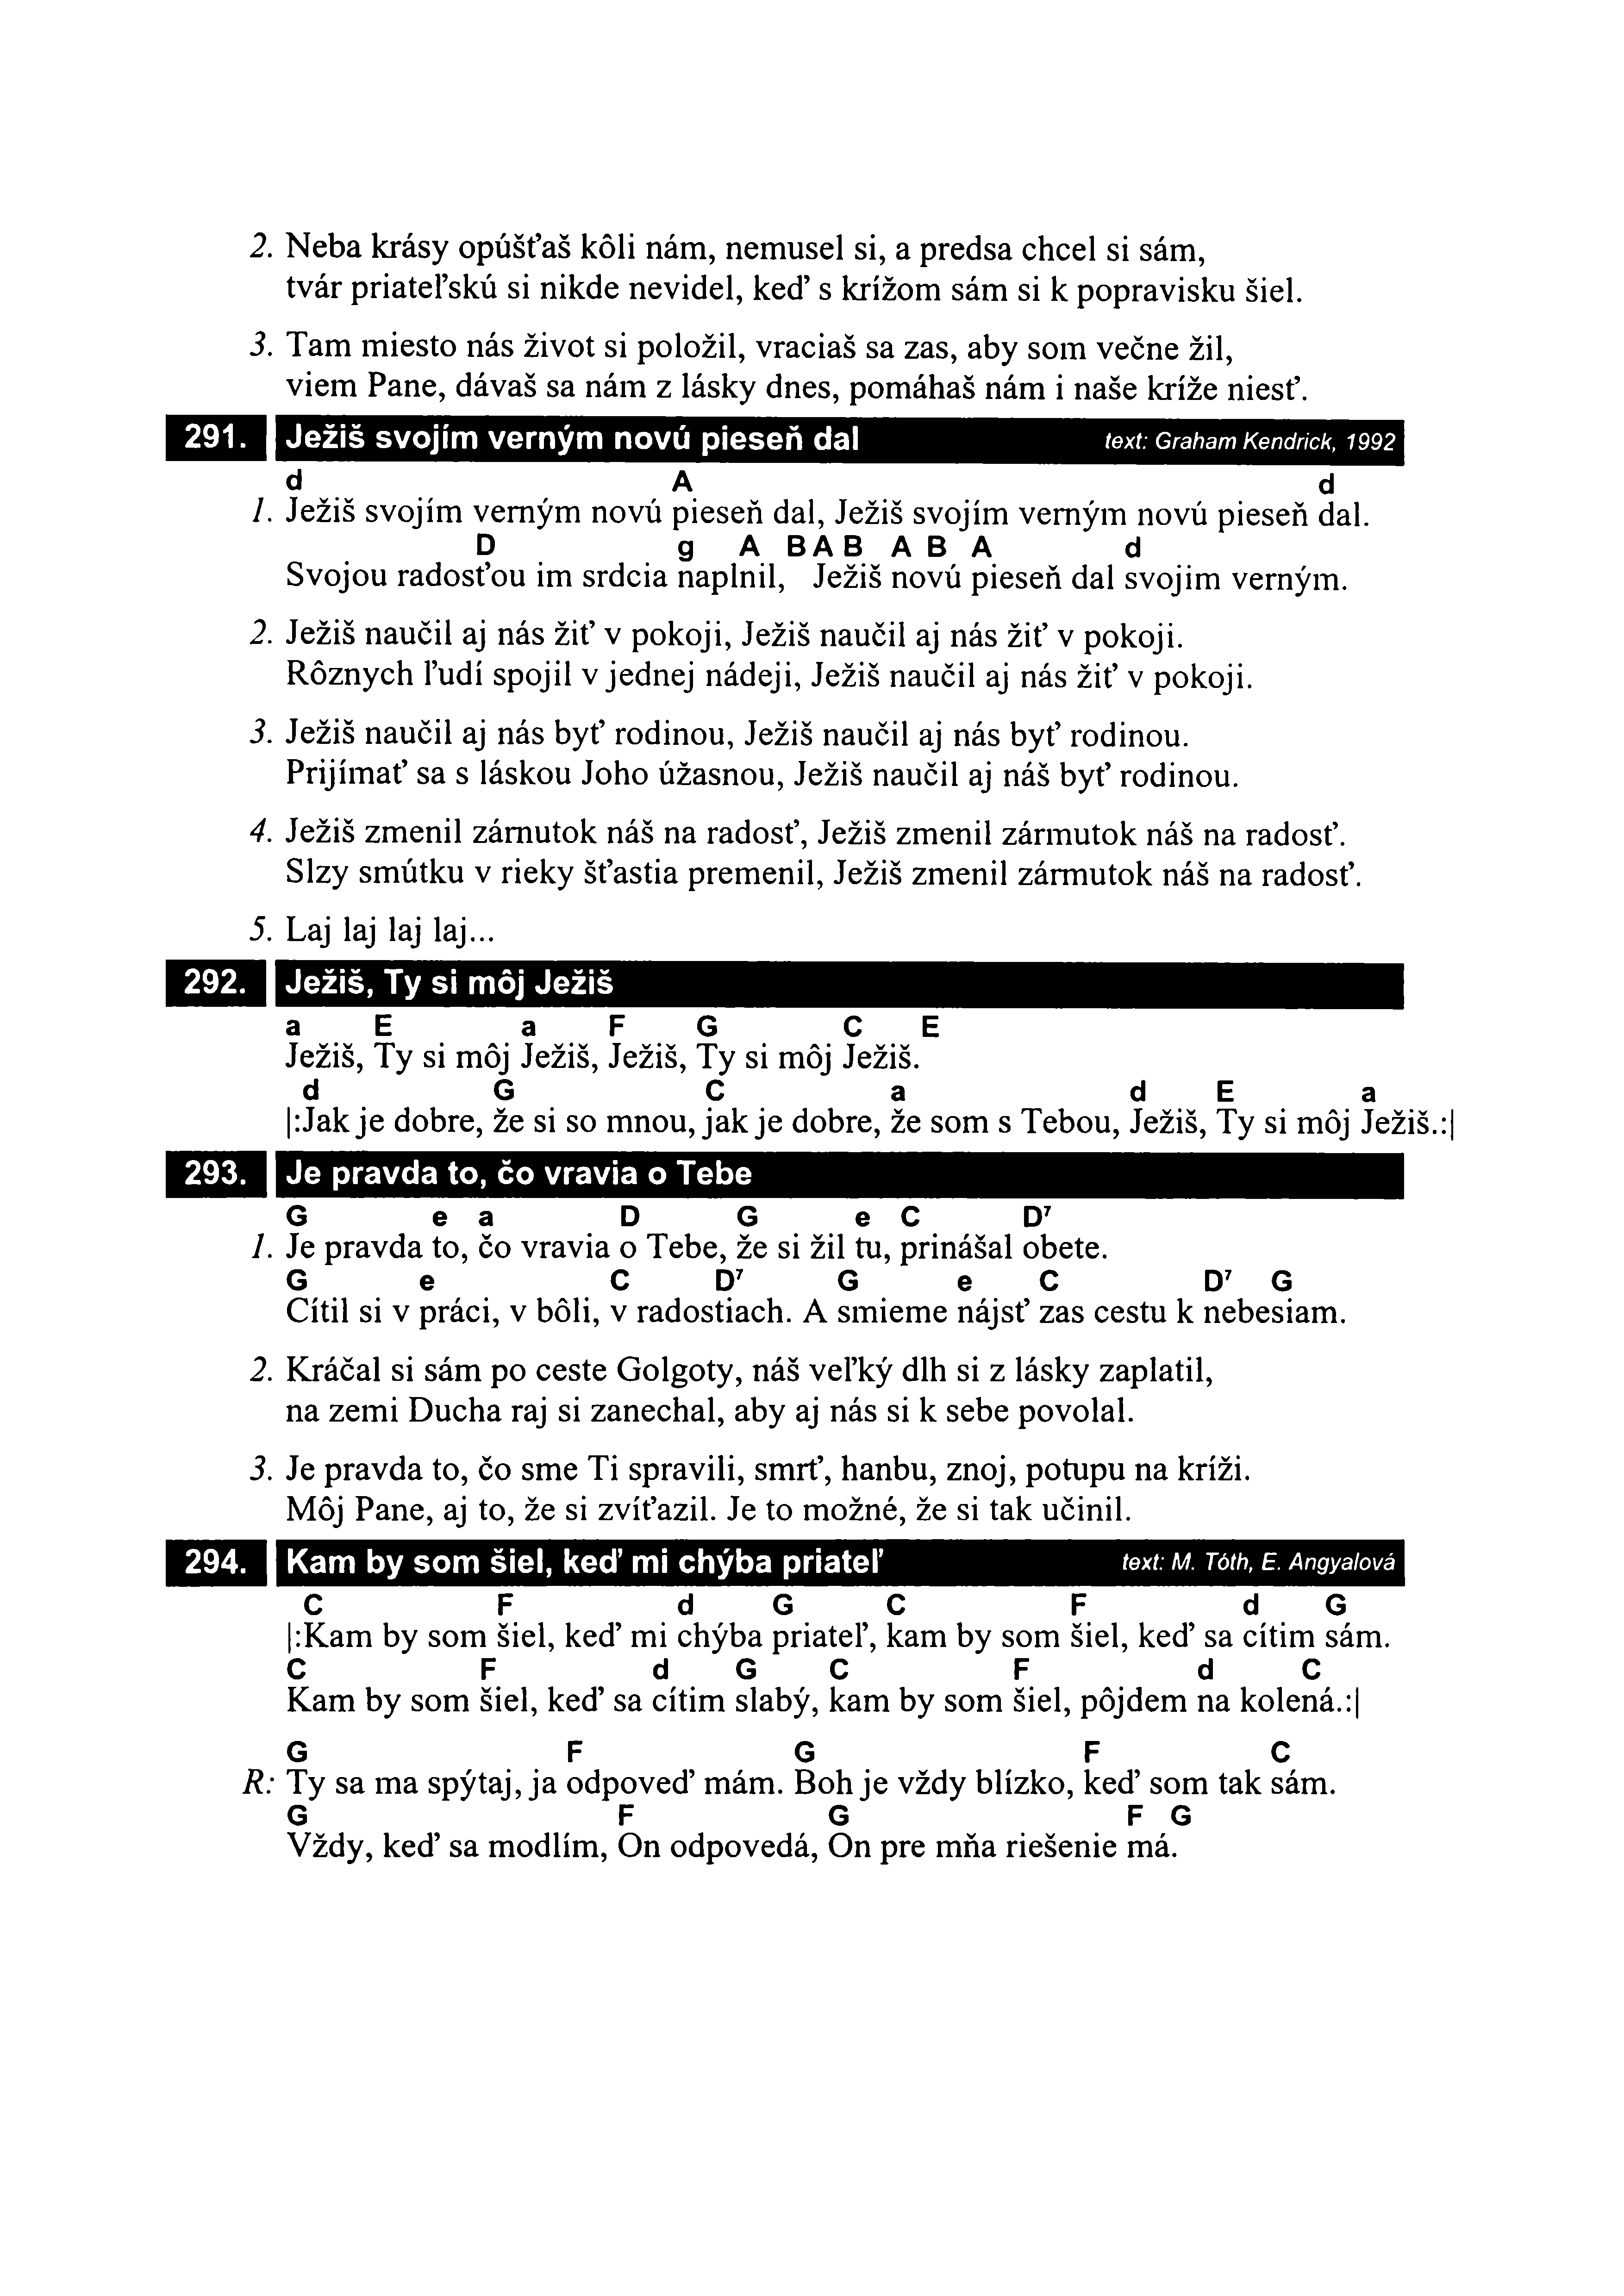 2. Neba krásy opúšťaš kôli nám, nemusel si, a predsa chcel si sám,
tvár priateľskú si nikde nevidel, keď s krížom sám si k popravisku šiel.
3. Tam miesto nás život si položil, vraciaš sa zas, aby som večne žil,
viem Pane, dávaš sa nám z lásky dnes, pomáhaš nám i naše kríže niesť.
291. Ježiš svojím verným novú pieseň dal text: Graham Kendrick, 1992
d A d
1. Ježiš svojím verným novú pieseň dal, Ježiš svojím verným novú pieseň dal.
D g A B A B A B A d
Svojou radosťou im srdcia naplnil, Ježiš novú pieseň dal svojim verným.
2. Ježiš naučil aj nás žiť v pokoji, Ježiš naučil aj nás žiť v pokoji.
Rôznych ľudí spojil v jednej nádeji, Ježiš naučil aj nás žiť v pokoji.
3. Ježiš naučil aj nás byť rodinou, Ježiš naučil aj nás byť rodinou.
Prijímať sa s láskou Joho úžasnou, Ježiš naučil aj náš byť rodinou.
4. Ježiš zmenil zámutok náš na radosť, Ježiš zmenil zármutok náš na radosť.
Slzy smútku v rieky šťastia premenil, Ježiš zmenil zármutok náš na radosť.
5. Laj laj laj laj...
292. Ježiš, Ty si môj Ježiš
a E a F G C E
Ježiš, Ty si môj Ježiš, Ježiš, Ty si môj Ježiš.
d G C a d E a
|:Jak je dobre, že si so mnou, jak je dobre, že som s Tebou, Ježiš, Ty si môj Ježiš.:|
293. Je pravda to, čo vravia o Tebe
G e a D G e C D⁷
1. Je pravda to, čo vravia o Tebe, že si žil tu, prinášal obete.
G e C D⁷ G e C D⁷ G
Cítil si v práci, v bôli, v radostiach. A smieme nájsť zas cestu k nebesiam.
2. Kráčal si sám po ceste Golgoty, náš veľký dlh si z lásky zaplatil,
na zemi Ducha raj si zanechal, aby aj nás si k sebe povolal.
3. Je pravda to, čo sme Ti spravili, smrť, hanbu, znoj, potupu na kríži.
Môj Pane, aj to, že si zvíťazil. Je to možné, že si tak učinil.
294. Kam by som šiel, keď mi chýba priateľ text: M. Tóth, E. Angyalová
C F d G C F d G
|:Kam by som šiel, keď mi chýba priateľ, kam by som šiel, keď sa cítim sám.
C F d G C F d C
Kam by som šiel, keď sa cítim slabý, kam by som šiel, pôjdem na kolená.:|
G F G F C
R: Ty sa ma spýtaj, ja odpoveď mám. Boh je vždy blízko, keď som tak sám.
G F G F G
Vždy, keď sa modlím, On odpovedá, On pre mňa riešenie má.